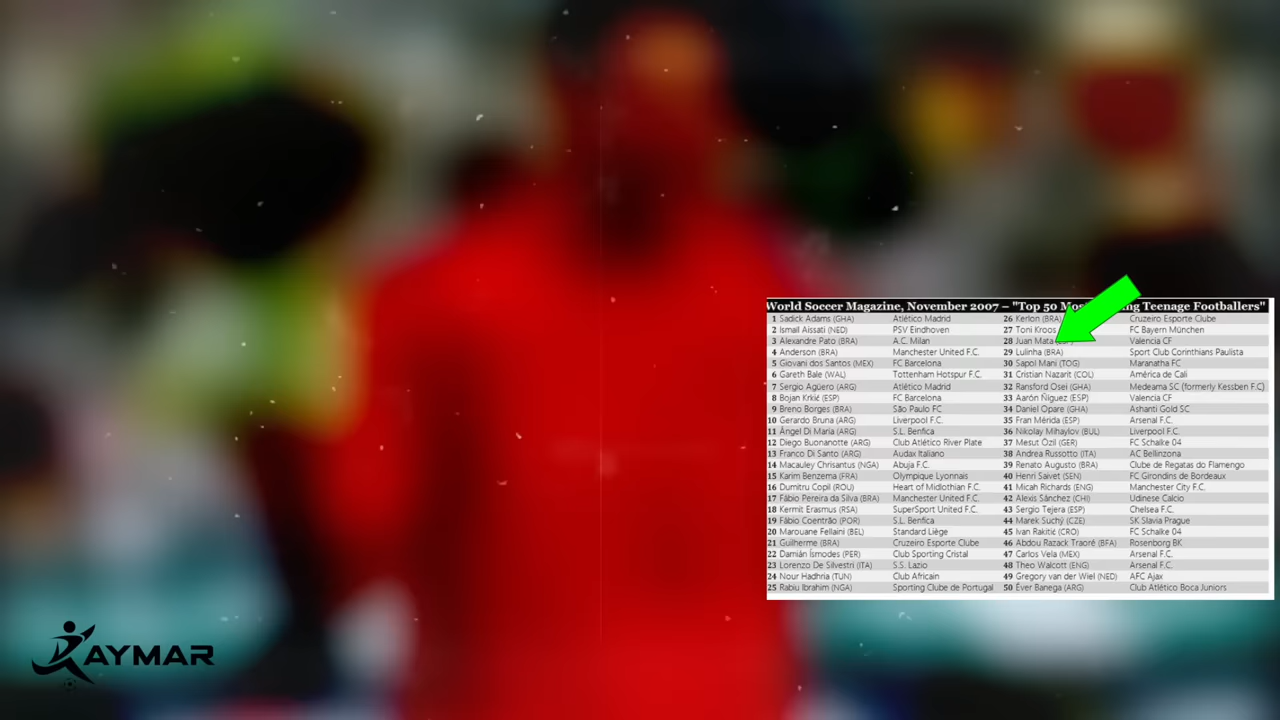 World Soccer Magazine, November 2007 – "Top 50 Mos ng Teenage Footballers"
1 Sadick Adams (GHA) Atlético Madrid 26 Kerlon (BRA) Cruzeiro Esporte Clube
2 Ismail Aissati (NED) PSV Eindhoven 27 Toni Kroos FC Bayern München
3 Alexandre Pato (BRA) A.C. Milan 28 Juan Mata Valencia CF
4 Anderson (BRA) Manchester United F.C. 29 Lulinha (BRA) Sport Club Corinthians Paulista
5 Giovani dos Santos (MEX) FC Barcelona 30 Sapol Mani (TOG) Maranatha FC
6 Gareth Bale (WAL) Tottenham Hotspur F.C. 31 Cristian Nazarit (COL) América de Cali
7 Sergio Agüero (ARG) Atlético Madrid 32 Ransford Osei (GHA) Medeama SC (formerly Kessben F.C)
8 Bojan Krkić (ESP) FC Barcelona 33 Aarón Ñíguez (ESP) Valencia CF
9 Breno Borges (BRA) São Paulo FC 34 Daniel Opare (GHA) Ashanti Gold SC
10 Gerardo Bruna (ARG) Liverpool F.C. 35 Fran Mérida (ESP) Arsenal F.C.
11 Ángel Di María (ARG) S.L. Benfica 36 Nikolay Mihaylov (BUL) Liverpool F.C.
12 Diego Buonanotte (ARG) Club Atlético River Plate 37 Mesut Özil (GER) FC Schalke 04
13 Franco Di Santo (ARG) Audax Italiano 38 Andrea Russotto (ITA) AC Bellinzona
14 Macauley Chrisantus (NGA) Abuja F.C. 39 Renato Augusto (BRA) Clube de Regatas do Flamengo
15 Karim Benzema (FRA) Olympique Lyonnais 40 Henri Saivet (SEN) FC Girondins de Bordeaux
16 Dumitru Copil (ROU) Heart of Midlothian F.C. 41 Micah Richards (ENG) Manchester City F.C.
17 Fábio Pereira da Silva (BRA) Manchester United F.C. 42 Alexis Sánchez (CHI) Udinese Calcio
18 Kermit Erasmus (RSA) SuperSport United F.C. 43 Sergio Tejera (ESP) Chelsea F.C.
19 Fábio Coentrão (POR) S.L. Benfica 44 Marek Suchý (CZE) SK Slavia Prague
20 Marouane Fellaini (BEL) Standard Liège 45 Ivan Rakitić (CRO) FC Schalke 04
21 Guilherme (BRA) Cruzeiro Esporte Clube 46 Abdou Razack Traoré (BFA) Rosenborg BK
22 Damián Ísmodes (PER) Club Sporting Cristal 47 Carlos Vela (MEX) Arsenal F.C.
23 Lorenzo De Silvestri (ITA) S.S. Lazio 48 Theo Walcott (ENG) Arsenal F.C.
24 Nour Hadhria (TUN) Club Africain 49 Gregory van der Wiel (NED) AFC Ajax
25 Rabiu Ibrahim (NGA) Sporting Clube de Portugal 50 Éver Banega (ARG) Club Atlético Boca Juniors
KAYMAR